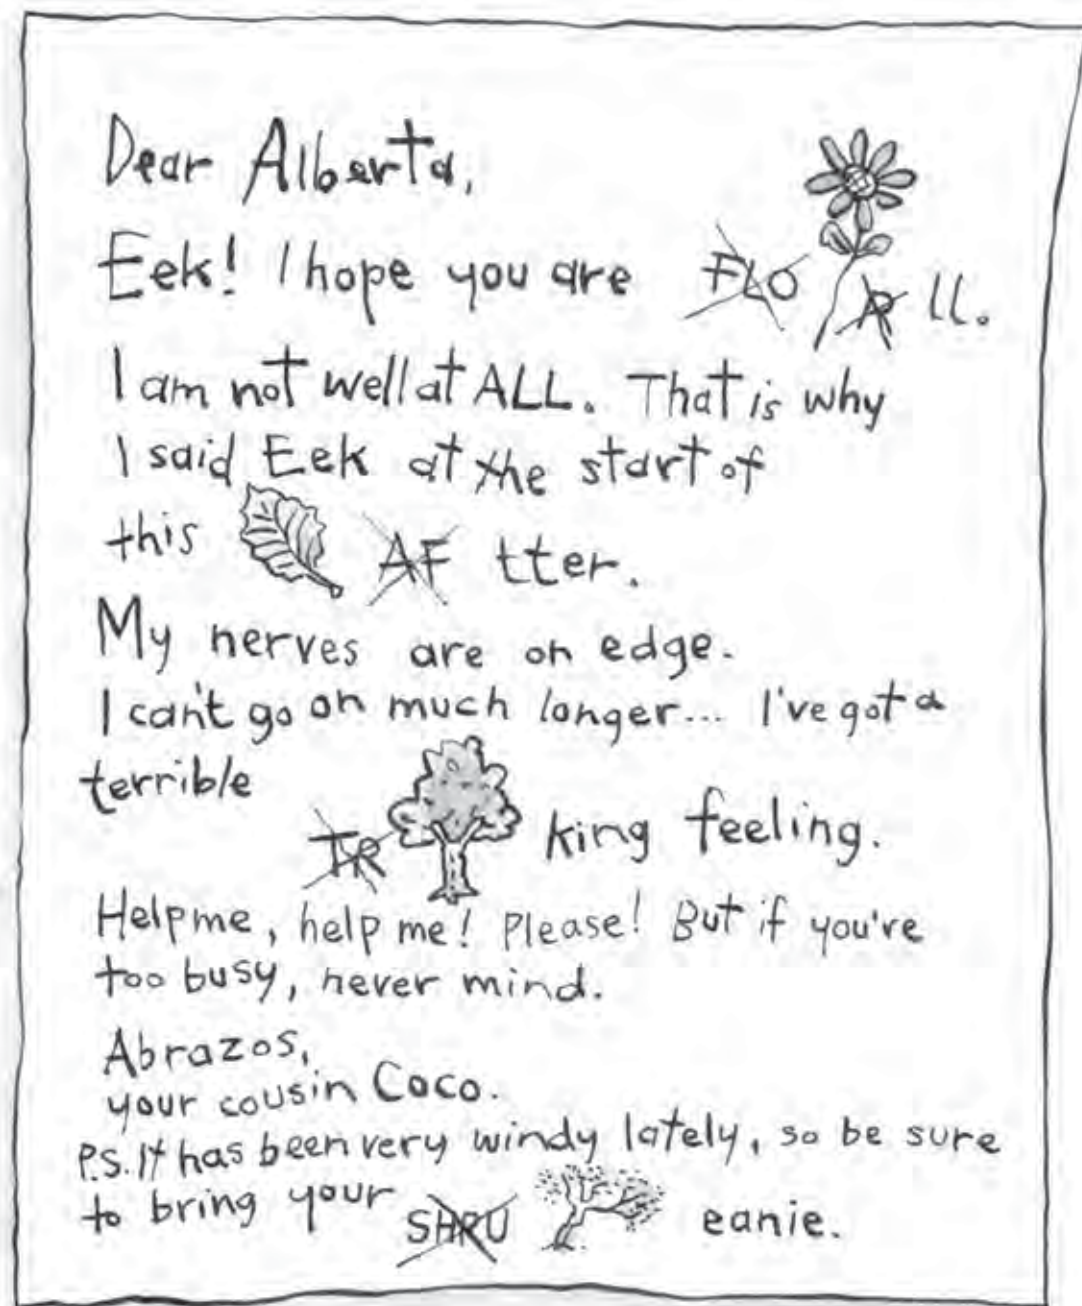 Dear Alberta,
Eek! I hope you are FLO R ll.
I am not well at ALL. That is why
I said Eek at the start of
this AF tter.
My nerves are on edge.
I can't go on much longer... I've got a
terrible
TR king feeling.
Help me, help me! Please! But if you're
too busy, never mind.
Abrazos,
your cousin Coco.
P.S. It has been very windy lately, so be sure
to bring your SHRU eanie.